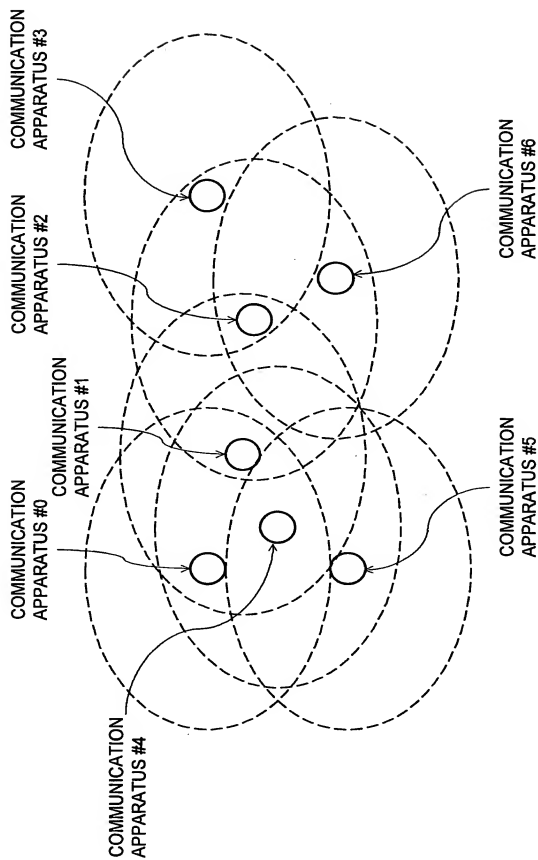 COMMUNICATION
APPARATUS #0
COMMUNICATION
APPARATUS #1
COMMUNICATION
APPARATUS #2
COMMUNICATION
APPARATUS #3
COMMUNICATION
APPARATUS #4
COMMUNICATION
APPARATUS #5
COMMUNICATION
APPARATUS #6